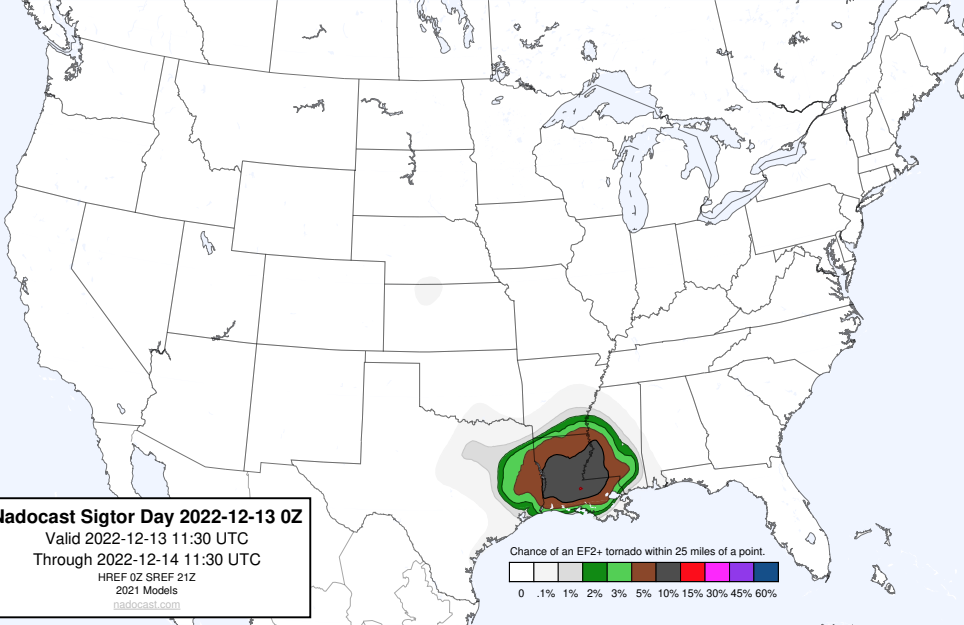 Nadocast Sigtor Day 2022-12-13 0Z
Valid 2022-12-13 11:30 UTC
Through 2022-12-14 11:30 UTC
HREF 0Z SREF 21Z
2021 Models
nadocast.com
Chance of an EF2+ tornado within 25 miles of a point.
0 .1% 1% 2% 3% 5% 10% 15% 30% 45% 60%